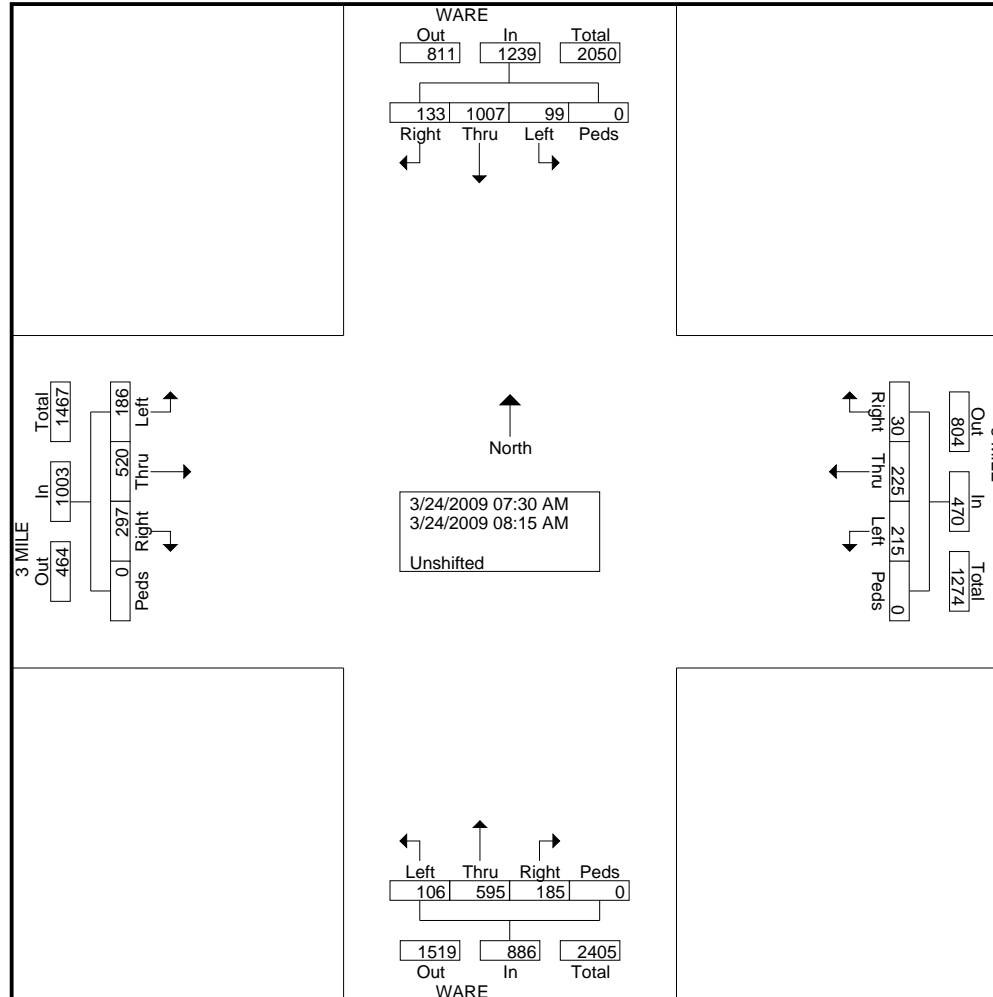 WARE
Out In Total
811 1239 2050
133 1007 99 0
Right Thru Left Peds
Total In Out
1467 1003 464
3 MILE
186 520 297 0
Left Thru Right Peds
North
3/24/2009 07:30 AM
3/24/2009 08:15 AM
Unshifted
Right Thru Left Peds
30 225 215 0
Out In Total
804 470 1274
MILE
Left Thru Right Peds
106 595 185 0
1519 886 2405
Out In Total
WARE